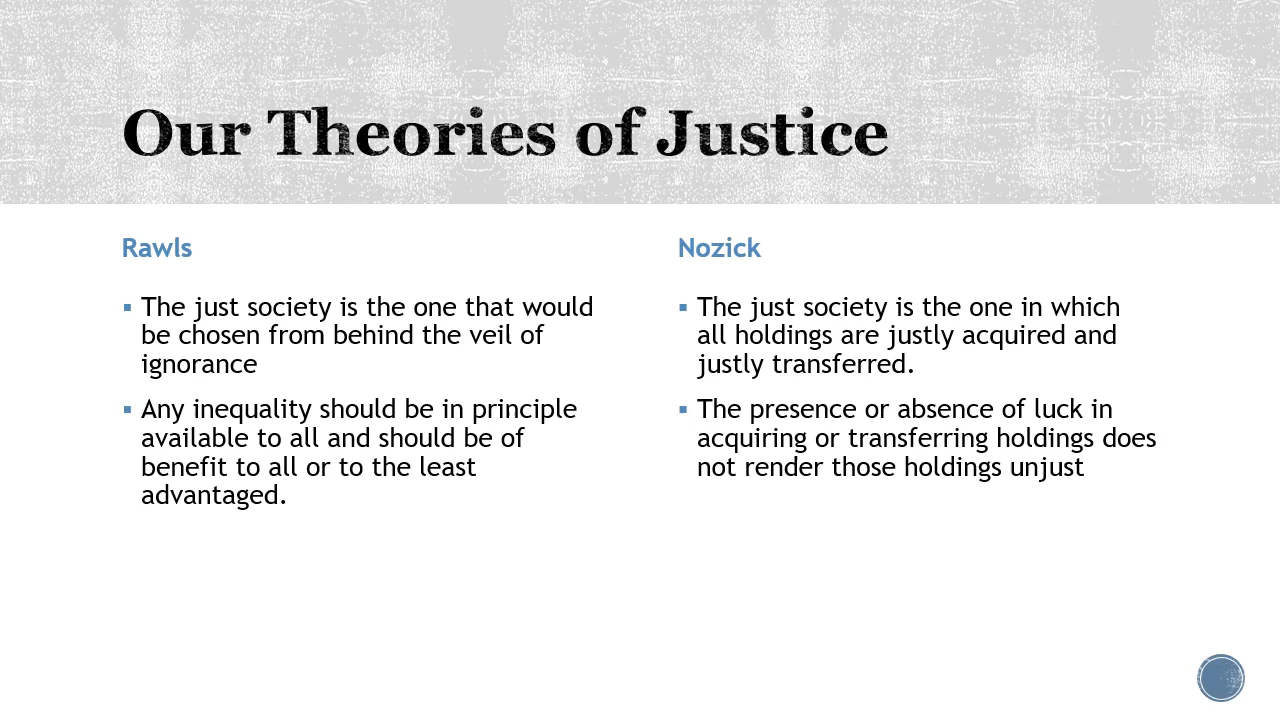 Our Theories of Justice
Rawls
▪ The just society is the one that would
be chosen from behind the veil of
ignorance
▪ Any inequality should be in principle
available to all and should be of
benefit to all or to the least
advantaged.
Nozick
▪ The just society is the one in which
all holdings are justly acquired and
justly transferred.
▪ The presence or absence of luck in
acquiring or transferring holdings does
not render those holdings unjust